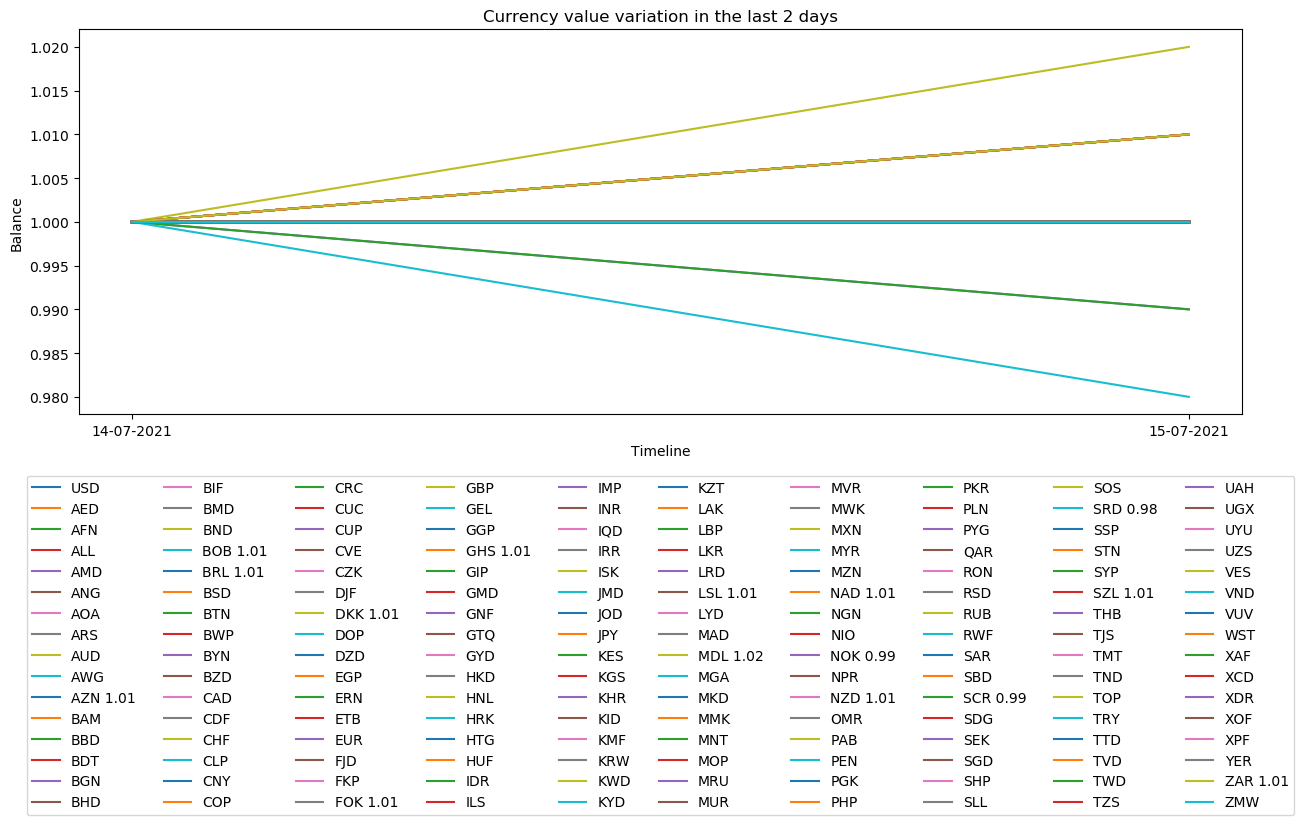 Currency value variation in the last 2 days
1.020
1.015
1.010
1.005
1.000
0.995
0.990
0.985
0.980
Balance
14-07-2021 15-07-2021
Timeline
USD BIF CRC GBP IMP KZT MVR PKR SOS UAH
AED BMD CUC GEL INR LAK MWK PLN SRD 0.98 UGX
AFN BND CUP GGP IQD LBP MXN PYG SSP UYU
ALL BOB 1.01 CVE GHS 1.01 IRR LKR MYR QAR STN UZS
AMD BRL 1.01 CZK GIP ISK LRD MZN RON SYP VES
ANG BSD DJF GMD JMD LSL 1.01 NAD 1.01 RSD SZL 1.01 VND
AOA BTN DKK 1.01 GNF JOD LYD NGN RUB THB VUV
ARS BWP DOP GTQ JPY MAD NIO RWF TJS WST
AUD BYN DZD GYD KES MDL 1.02 NOK 0.99 SAR TMT XAF
AWG BZD EGP HKD KGS MGA NPR SBD TND XCD
AZN 1.01 CAD ERN HNL KHR MKD NZD 1.01 SCR 0.99 TOP XDR
BAM CDF ETB HRK KID MMK OMR SDG TRY XOF
BBD CHF EUR HTG KMF MNT PAB SEK TTD XPF
BDT CLP FJD HUF KRW MOP PEN SGD TVD YER
BGN CNY FKP IDR KWD MRU PGK SHP TWD ZAR 1.01
BHD COP FOK 1.01 ILS KYD MUR PHP SLL TZS ZMW